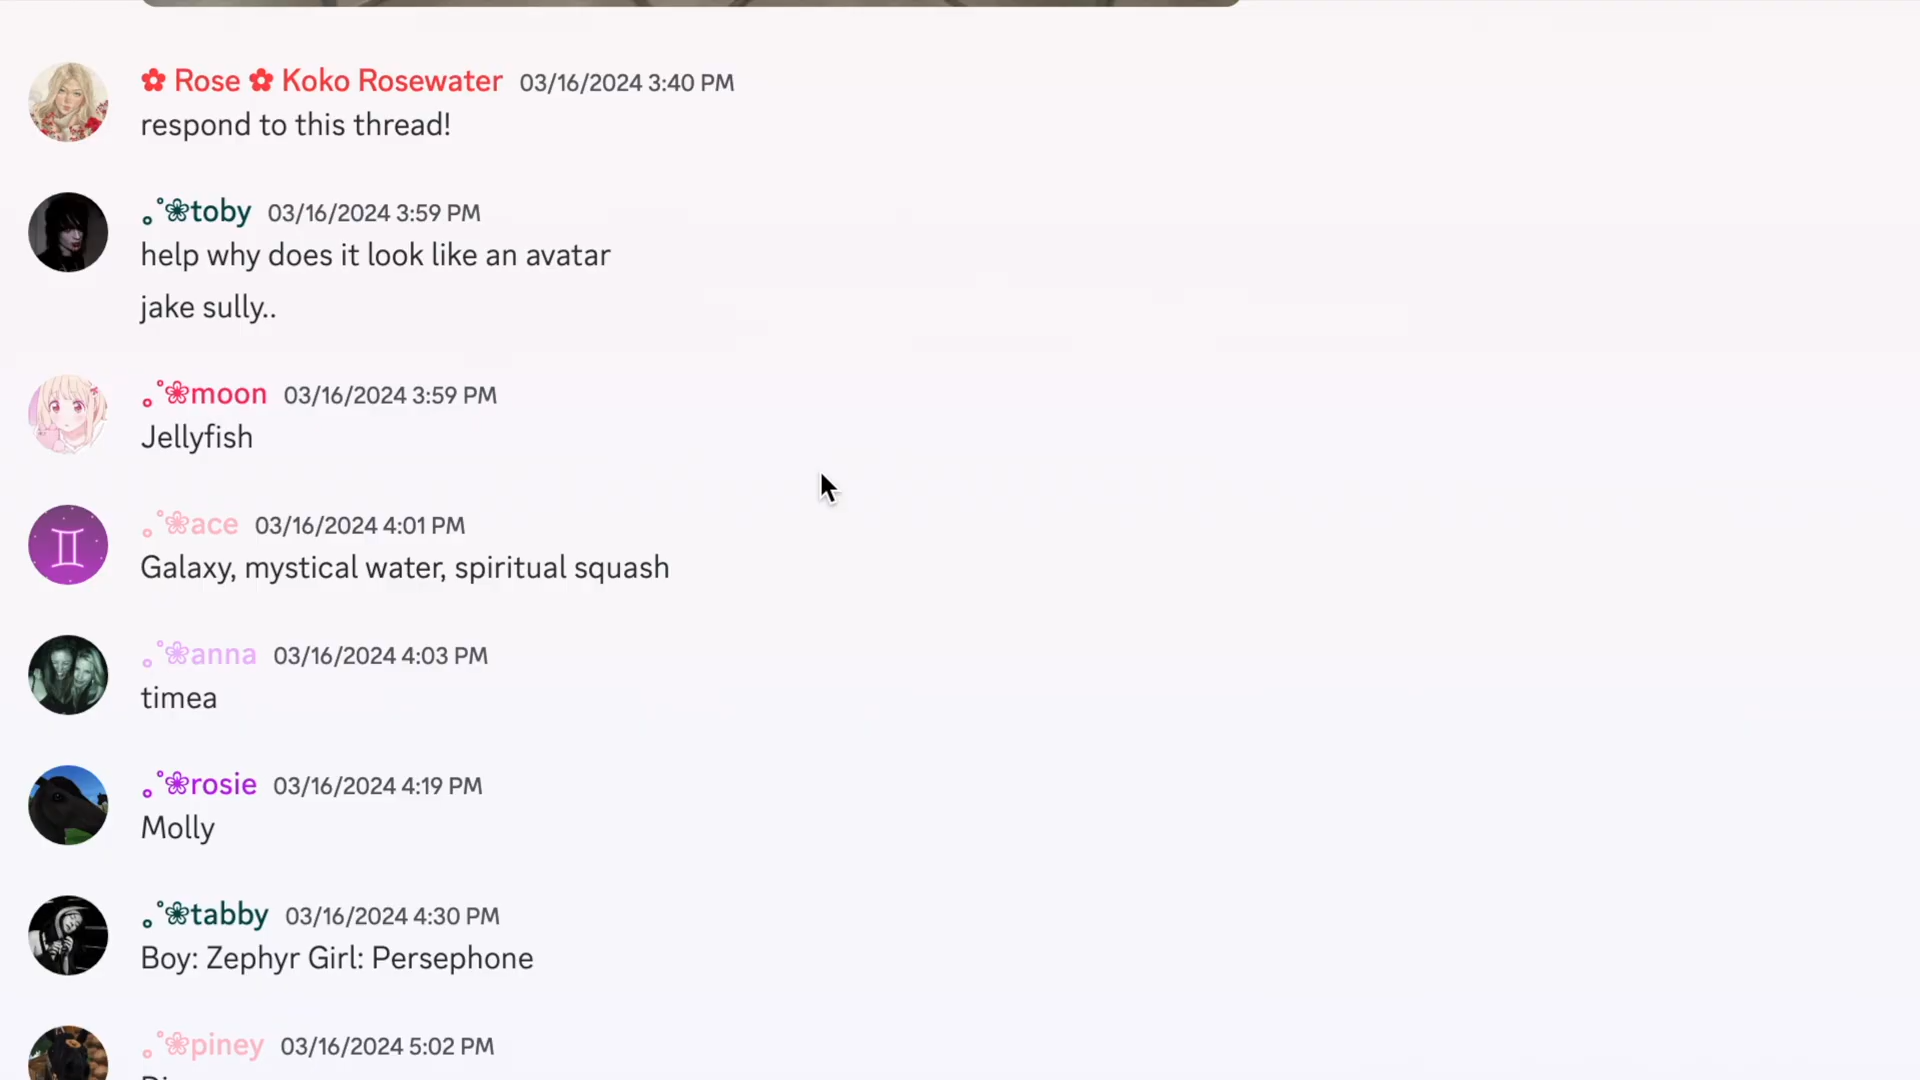 ✿ Rose ✿ Koko Rosewater 03/16/2024 3:40 PM
respond to this thread!
｡˚❀toby 03/16/2024 3:59 PM
help why does it look like an avatar
jake sully..
｡˚❀moon 03/16/2024 3:59 PM
Jellyfish
｡˚❀ace 03/16/2024 4:01 PM
Galaxy, mystical water, spiritual squash
｡˚❀anna 03/16/2024 4:03 PM
timea
｡˚❀rosie 03/16/2024 4:19 PM
Molly
｡˚❀tabby 03/16/2024 4:30 PM
Boy: Zephyr Girl: Persephone
｡˚❀piney 03/16/2024 5:02 PM